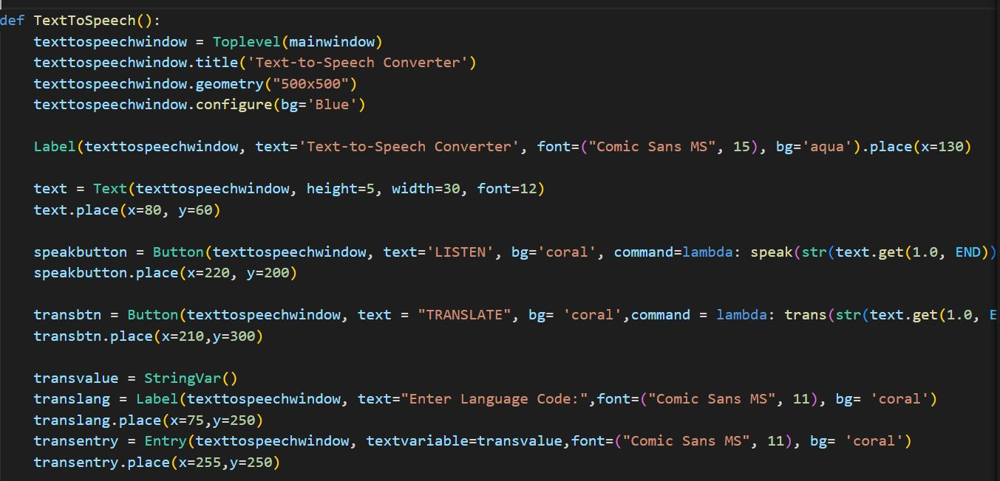 def TextToSpeech():
    texttospeechwindow = Toplevel(mainwindow)
    texttospeechwindow.title('Text-to-Speech Converter')
    texttospeechwindow.geometry("500x500")
    texttospeechwindow.configure(bg='Blue')
    Label(texttospeechwindow, text='Text-to-Speech Converter', font=("Comic Sans MS", 15), bg='aqua').place(x=130)
    text = Text(texttospeechwindow, height=5, width=30, font=12)
    text.place(x=80, y=60)
    speakbutton = Button(texttospeechwindow, text='LISTEN', bg='coral', command=lambda: speak(str(text.get(1.0, END))
    speakbutton.place(x=220, y=200)
    transbtn = Button(texttospeechwindow, text = "TRANSLATE", bg= 'coral',command = lambda: trans(str(text.get(1.0, E
    transbtn.place(x=210,y=300)
    transvalue = StringVar()
    translang = Label(texttospeechwindow, text="Enter Language Code:",font=("Comic Sans MS", 11), bg= 'coral')
    translang.place(x=75,y=250)
    transentry = Entry(texttospeechwindow, textvariable=transvalue,font=("Comic Sans MS", 11), bg= 'coral')
    transentry.place(x=255,y=250)